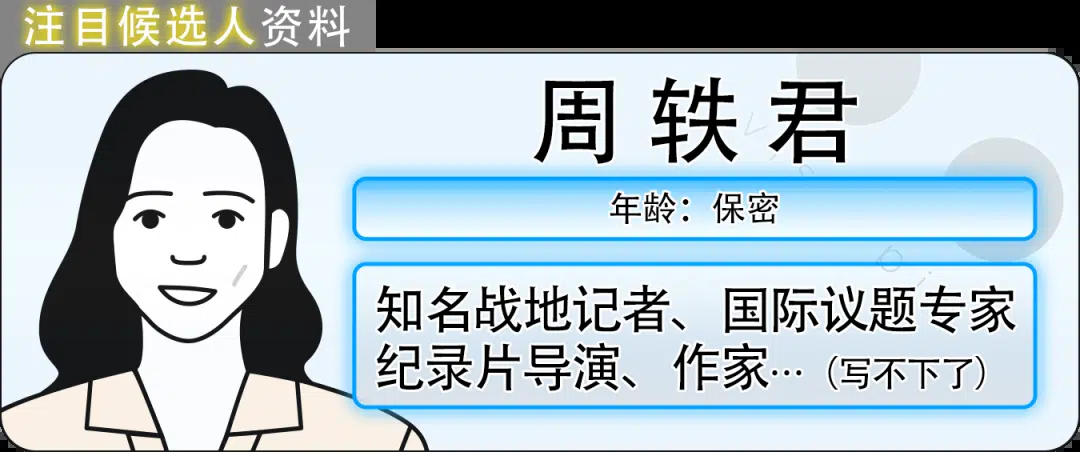 注目候选人资料
周轶君
年龄：保密
知名战地记者、国际议题专家
纪录片导演、作家…（写不下了）